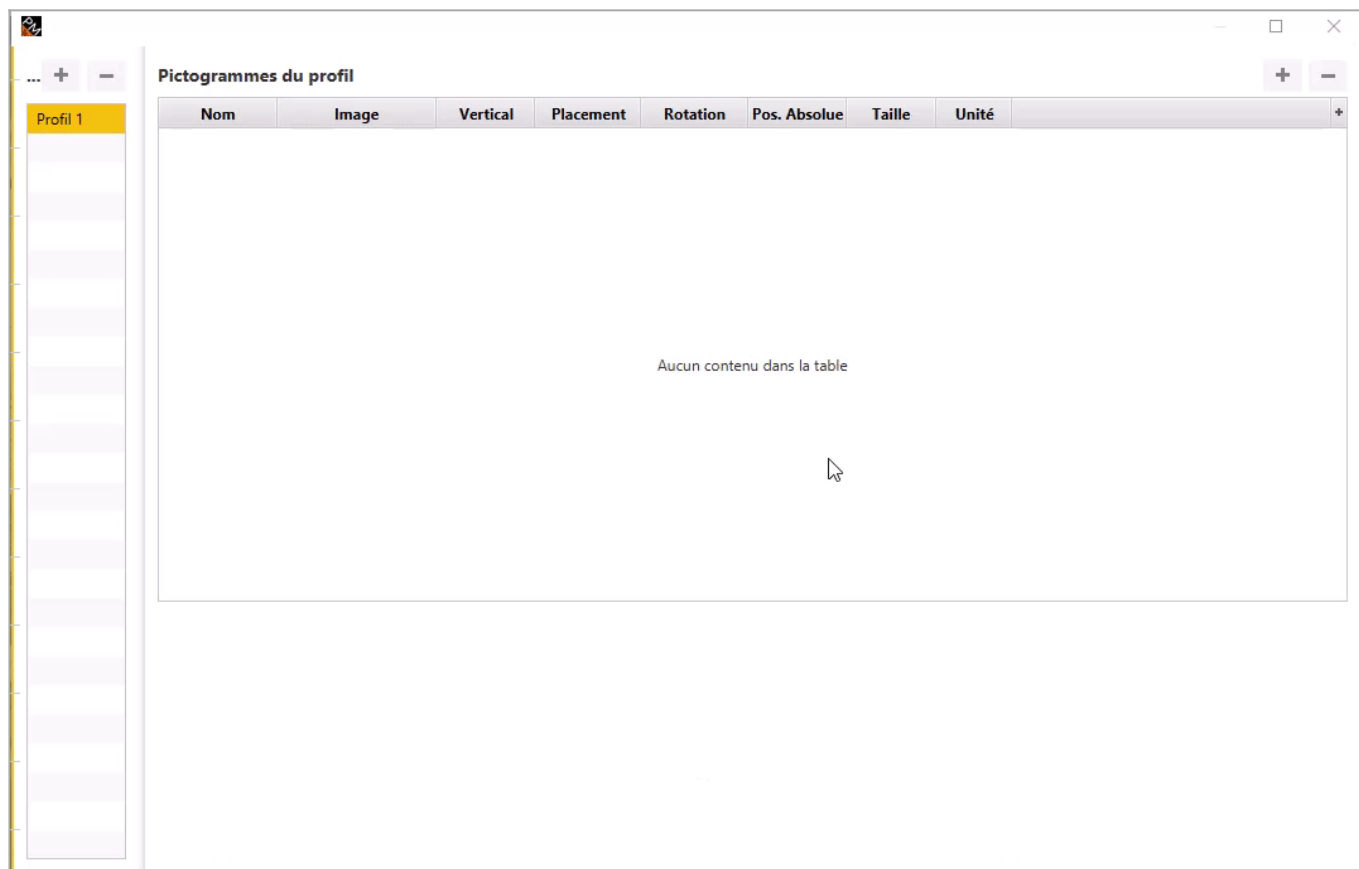 PM
... + −
Pictogrammes du profil
+ −
Profil 1
Nom Image Vertical Placement Rotation Pos. Absolue Taille Unité +
Aucun contenu dans la table